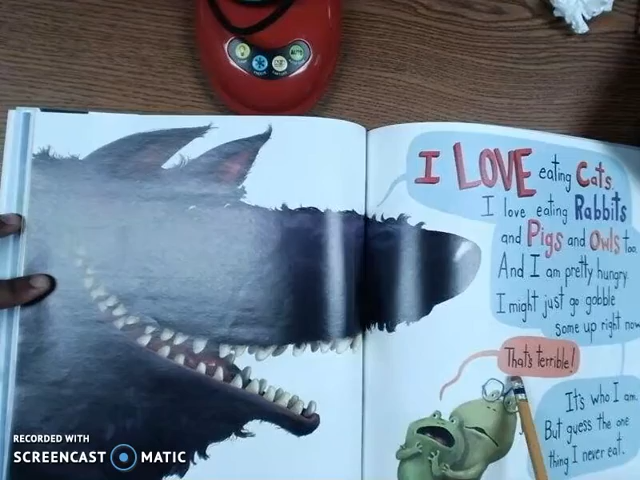 I LOVE eating Cats.
I love eating Rabbits
and Pigs and Owls too.
And I am pretty hungry.
I might just go gobble
some up right now
That's terrible!
It's who I am.
But guess the one
thing I never eat.
RECORDED WITH
SCREENCAST MATIC